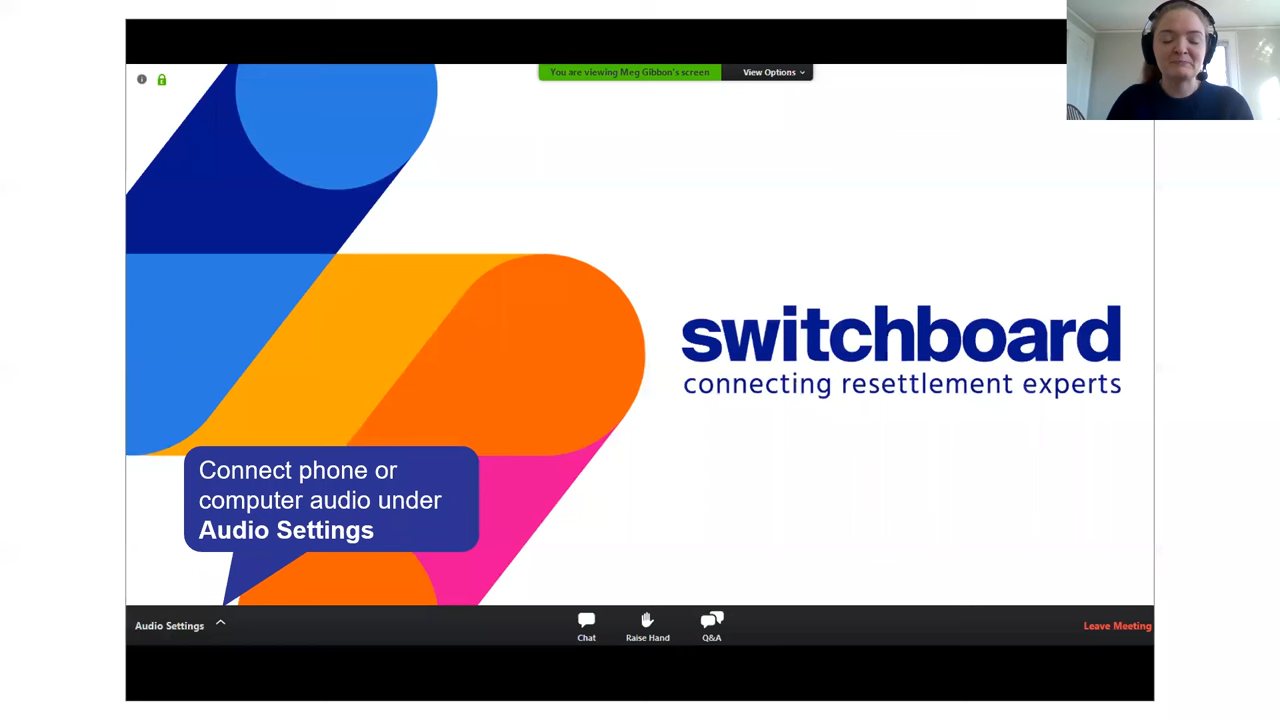 You are viewing Meg Gibbon's screen
View Options
switchboard
connecting resettlement experts
Connect phone or
computer audio under
Audio Settings
Audio Settings
Chat
Raise Hand
Q&A
Leave Meeting